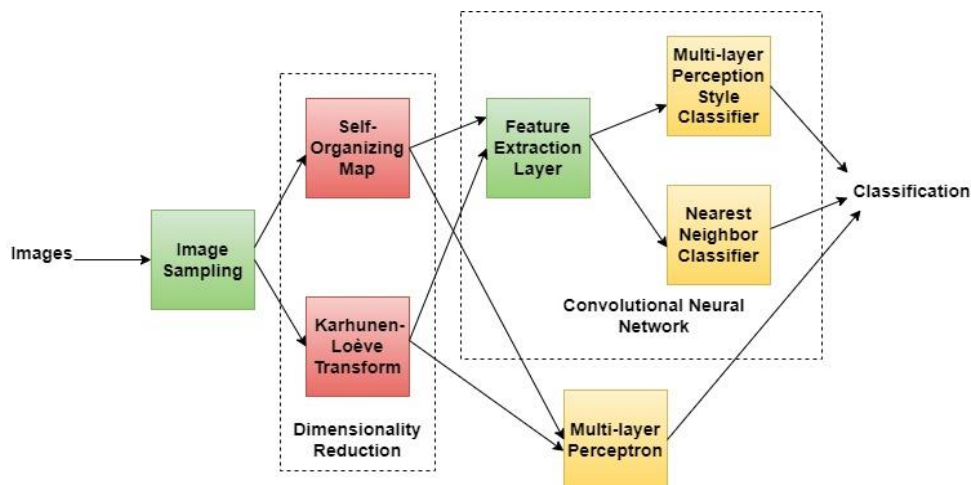 Images
Image
Sampling
Self-
Organizing
Map
Karhunen-
Loève
Transform
Dimensionality
Reduction
Feature
Extraction
Layer
Multi-layer
Perception
Style
Classifier
Nearest
Neighbor
Classifier
Convolutional Neural
Network
Multi-layer
Perceptron
Classification